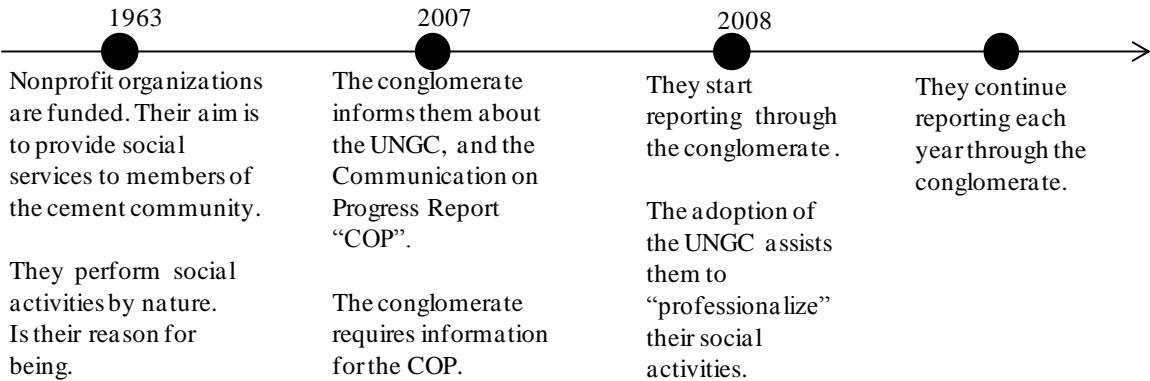 1963
Nonprofit organizations
are funded. Their aim is
to provide social
services to members of
the cement community.
They perform social
activities by nature.
Is their reason for
being.
2007
The conglomerate
informs them about
the UNGC, and the
Communication on
Progress Report
“COP”.
The conglomerate
requires information
for the COP.
2008
They start
reporting through
the conglomerate.
The adoption of
the UNGC assists
them to
“professionalize”
their social
activities.
They continue
reporting each
year through the
conglomerate.